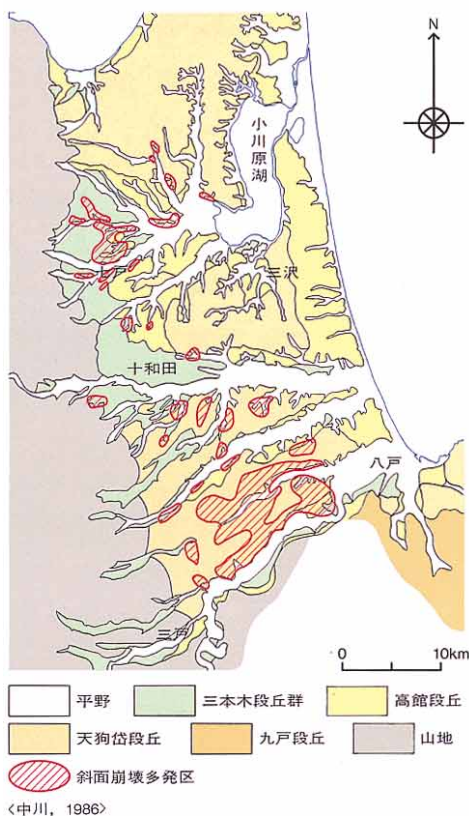 N
小川原湖
七戸
三沢
十和田
八戸
三戸
0 10km
平野
三本木段丘群
高館段丘
天狗岱段丘
九戸段丘
山地
斜面崩壊多発区
<中川, 1986>